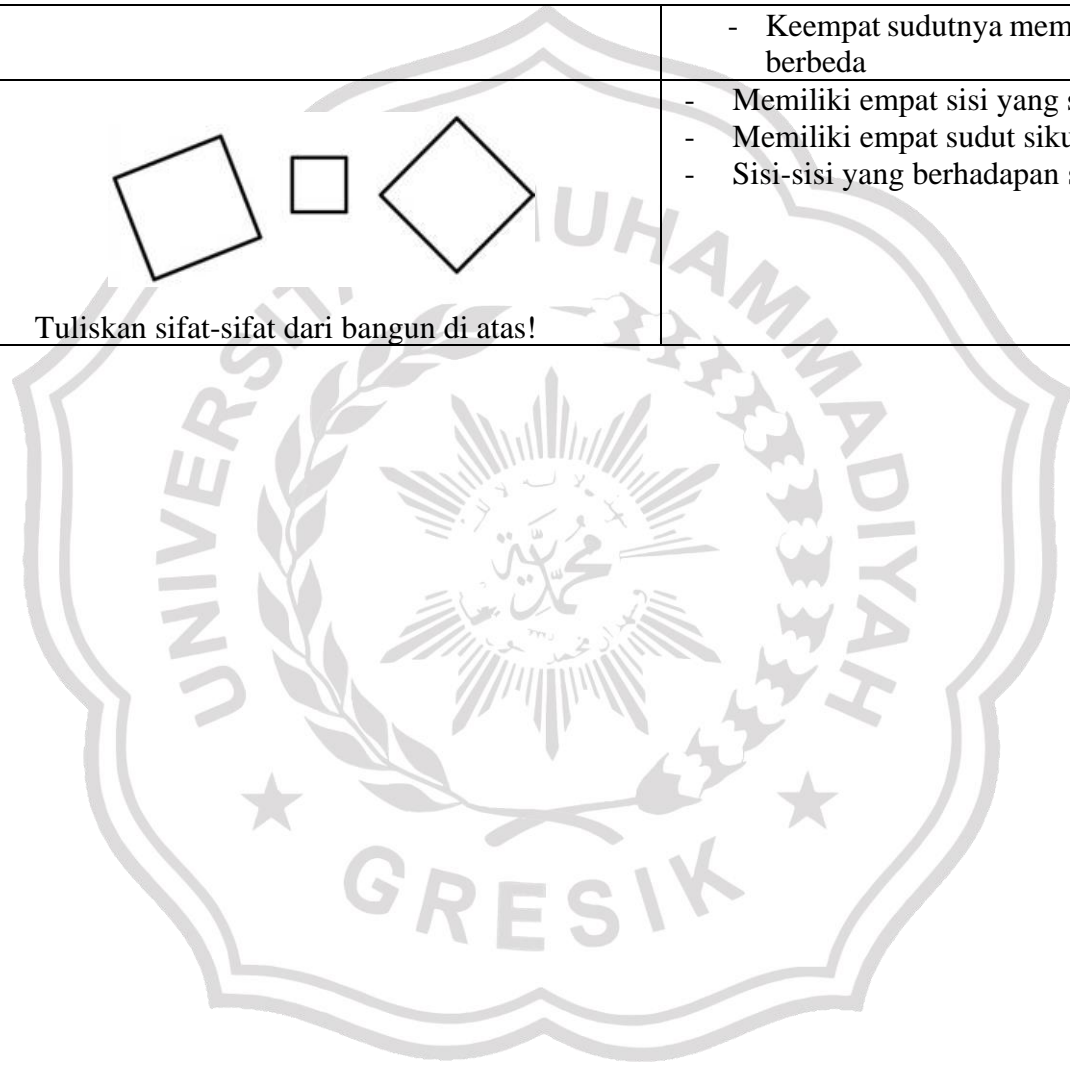 - Keempat sudutnya mem
berbeda
- Memiliki empat sisi yang s
- Memiliki empat sudut siku
- Sisi-sisi yang berhadapan s
Tuliskan sifat-sifat dari bangun di atas!
UNIVERSIT UHAMMADIYAH
GRESIK